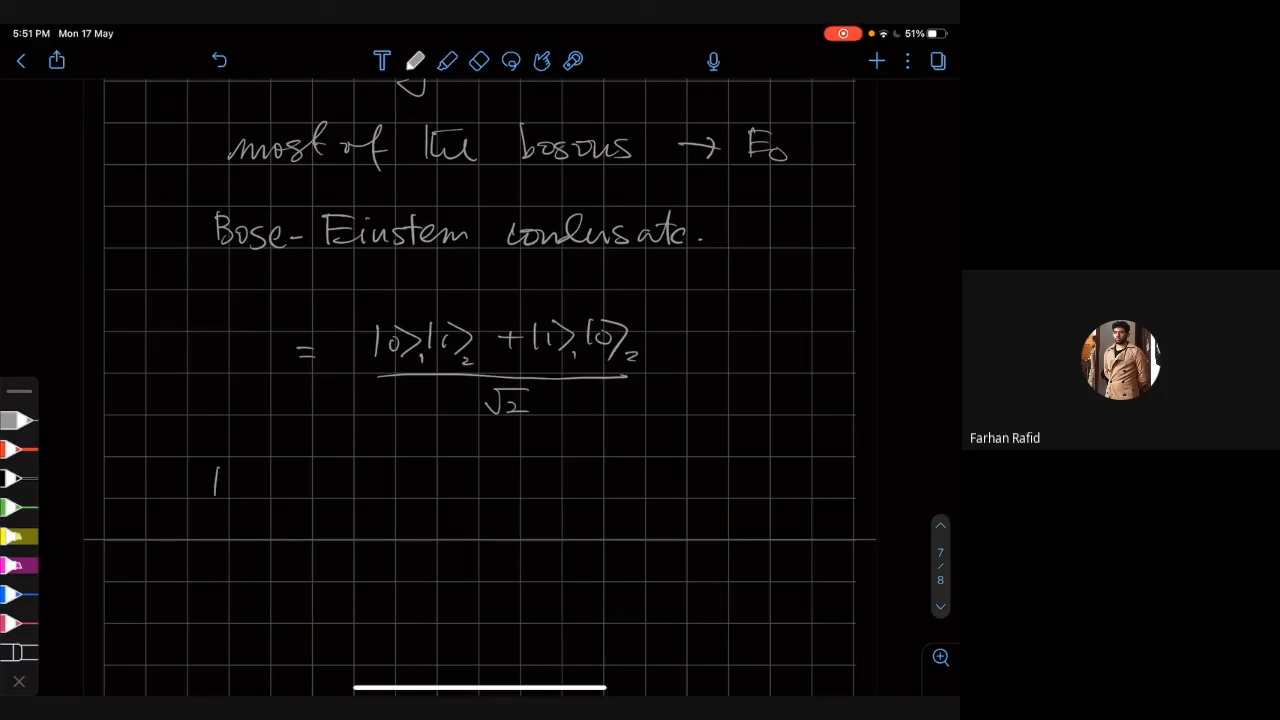 5:51 PM Mon 17 May
51%
most of the bosons → E₀
Bose-Einstein condensate.
= |0>₁|1>₂ + |1>₁|0>₂
√2
|
7
/
8
Farhan Rafid